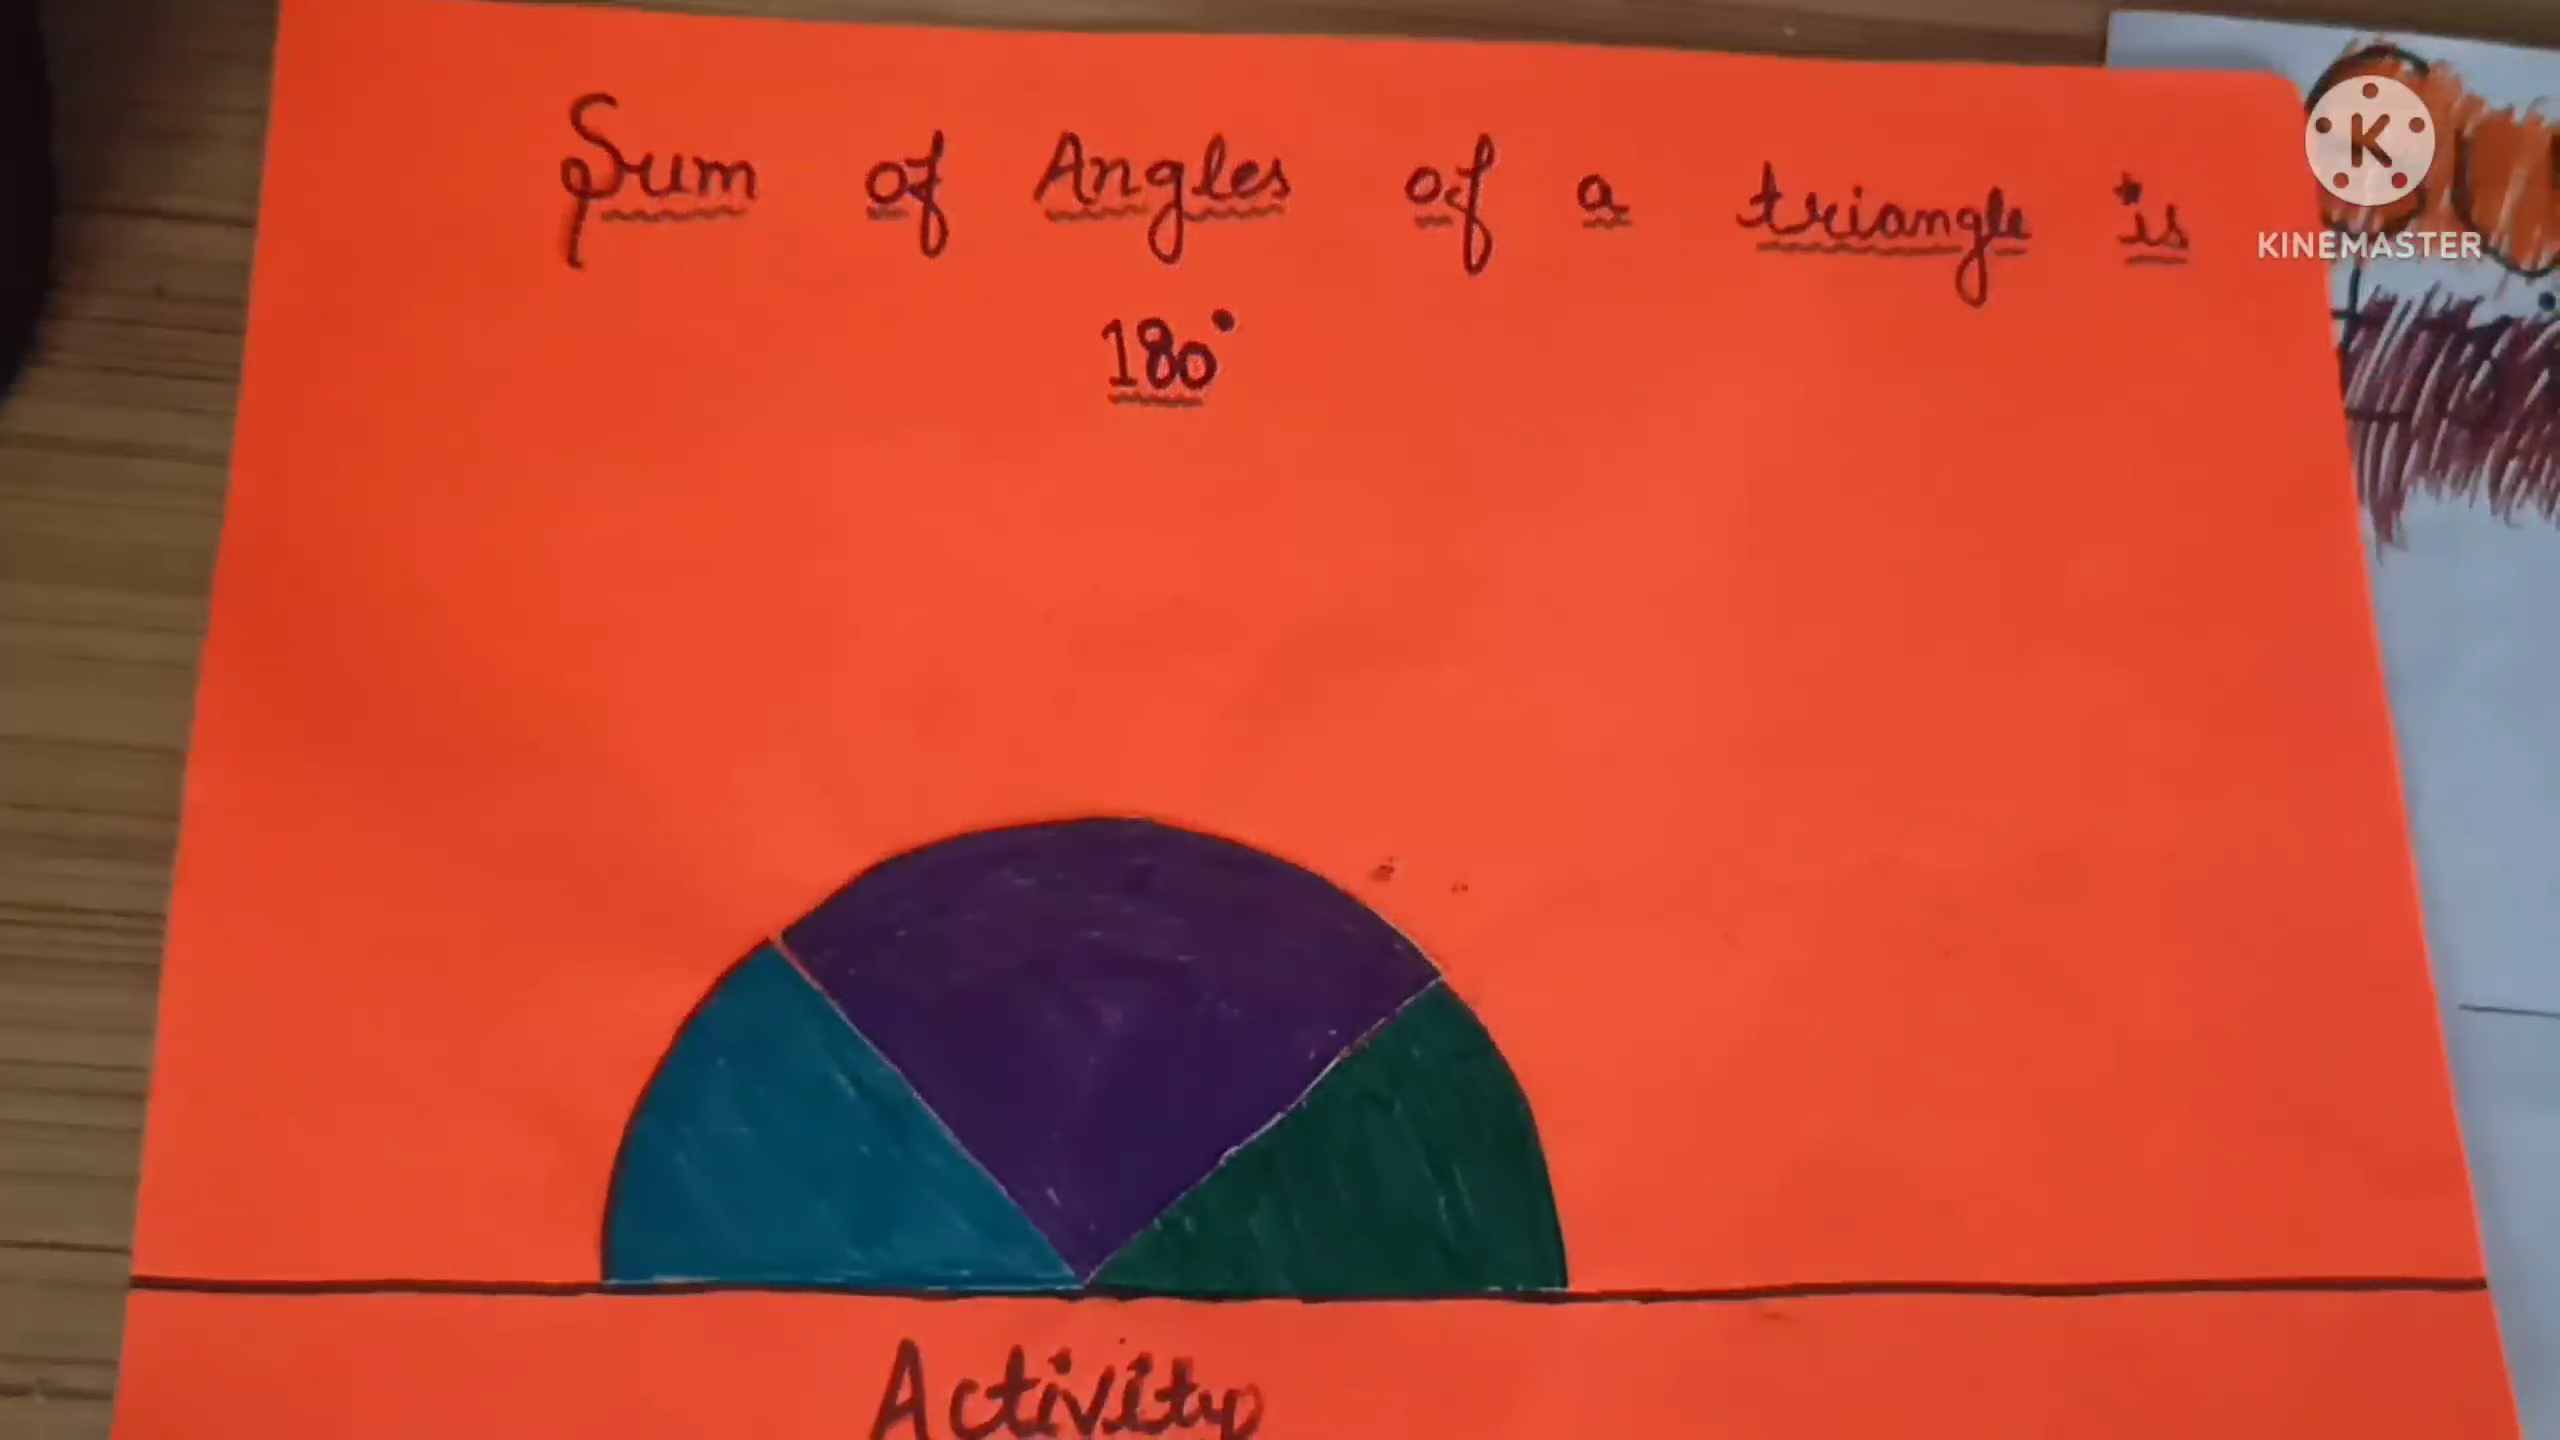 Sum of Angles of a triangle is
180°
K
KINEMASTER
Activity